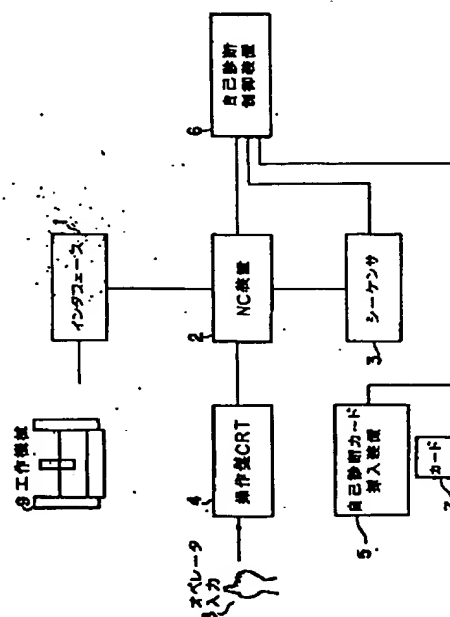 9 工作機械
インタフェース
1
オペレータ
入力
8
操作盤CRT
4
NC装置
2
自己診断
制御装置
6
シーケンサ
3
自己診断カード
挿入装置
5
カード
7